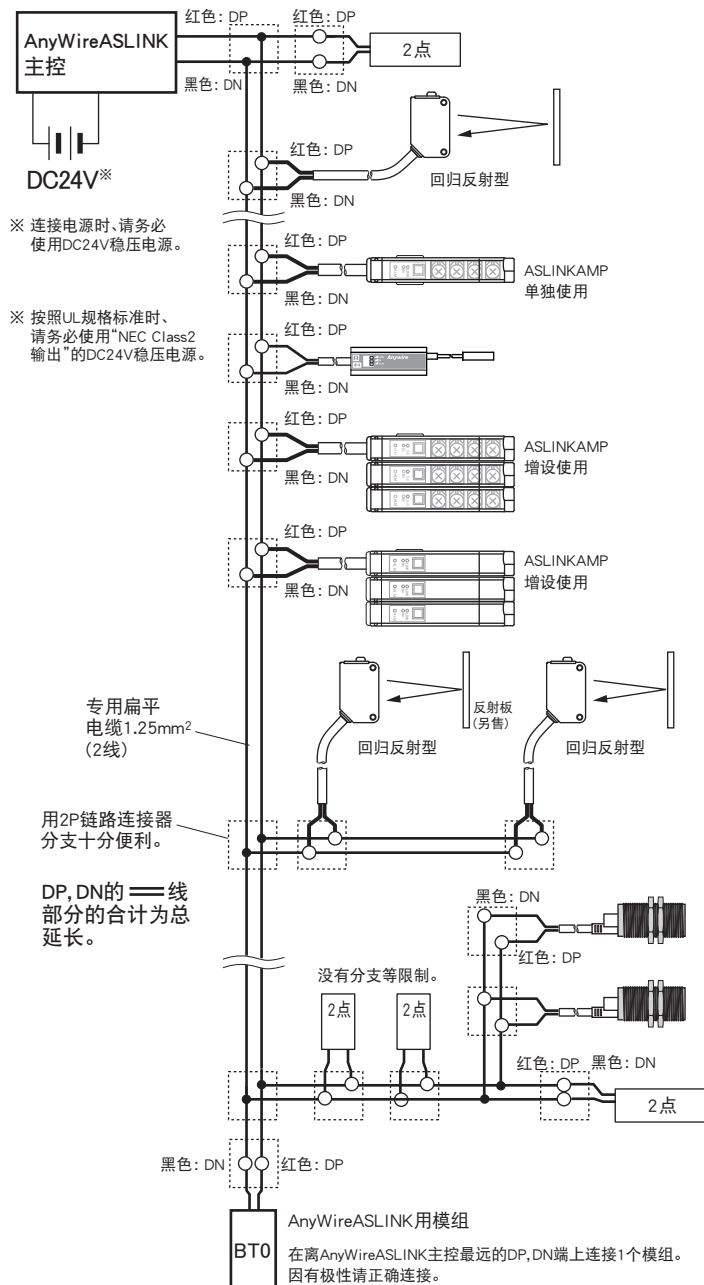 AnyWireASLINK
主控
红色: DP
红色: DP
2点
黑色: DN
黑色: DN
DC24V※
红色: DP
黑色: DN
回归反射型
※ 连接电源时、请务必
使用DC24V稳压电源。
红色: DP
黑色: DN
ASLINKAMP
单独使用
※ 按照UL规格标准时、
请务必使用“NEC Class2
输出”的DC24V稳压电源。
红色: DP
Anywire
黑色: DN
红色: DP
黑色: DN
ASLINKAMP
增设使用
红色: DP
黑色: DN
ASLINKAMP
增设使用
专用扁平
电缆1.25mm²
(2线)
回归反射型
反射板
(另售)
回归反射型
用2P链路连接器
分支十分便利。
DP, DN的 ══ 线
部分的合计为总
延长。
黑色: DN
红色: DP
没有分支等限制。
2点
2点
红色: DP
黑色: DN
2点
黑色: DN
红色: DP
BT0
AnyWireASLINK用模组
在离AnyWireASLINK主控最远的DP, DN端上连接1个模组。
因有极性请正确连接。